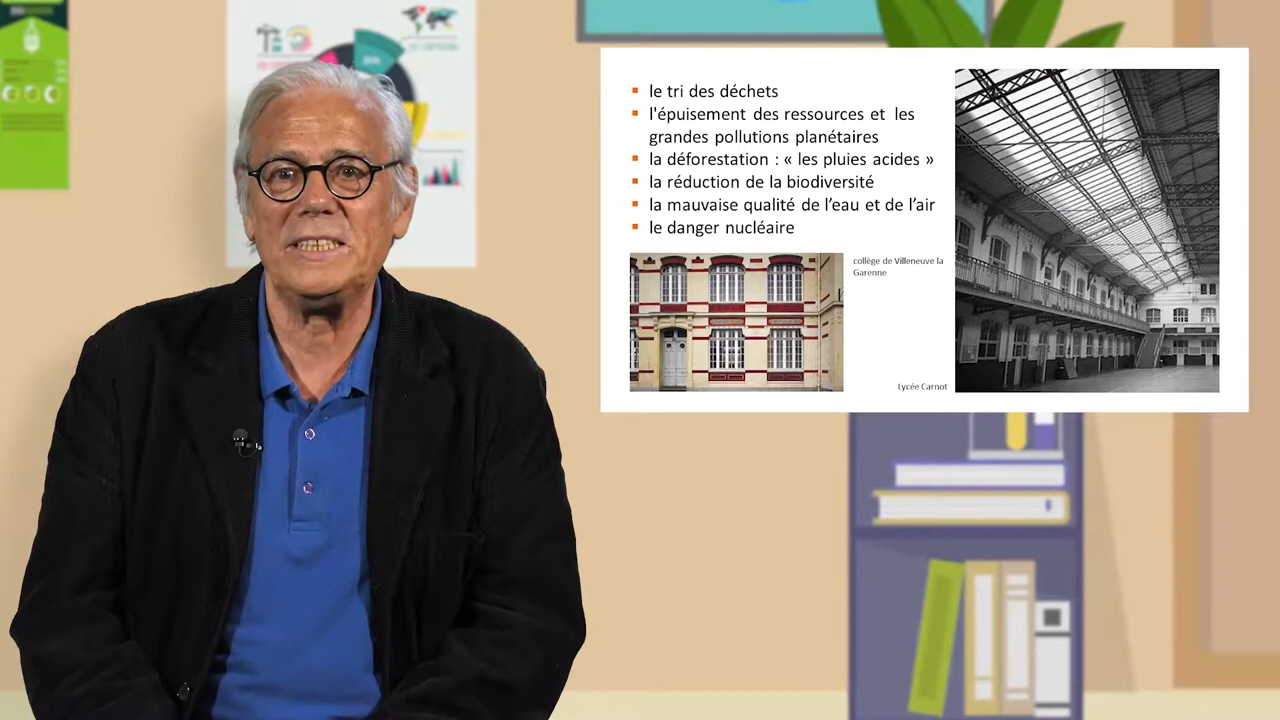 le tri des déchets
l'épuisement des ressources et les
grandes pollutions planétaires
la déforestation : « les pluies acides »
la réduction de la biodiversité
la mauvaise qualité de l'eau et de l'air
le danger nucléaire
collège de Villeneuve la
Garenne
Lycée Carnot